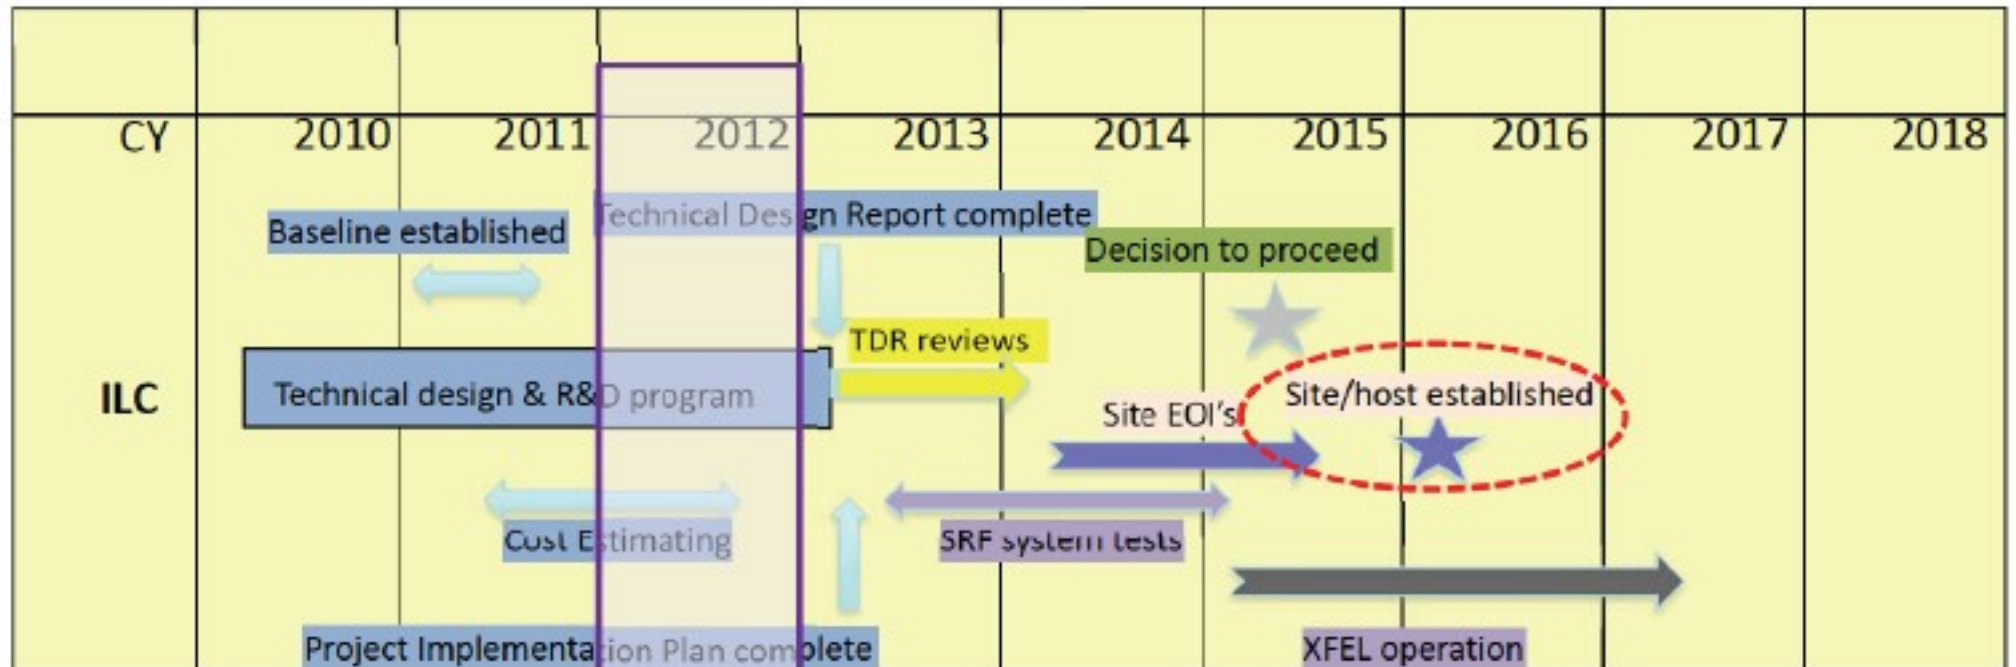 CY 2010 2011 2012 2013 2014 2015 2016 2017 2018
Technical Design Report complete
Baseline established
Decision to proceed
TDR reviews
ILC
Technical design & R&D program
Site/host established
Site EOI's
Cost Estimating
SRF system tests
Project Implementation Plan complete
XFEL operation